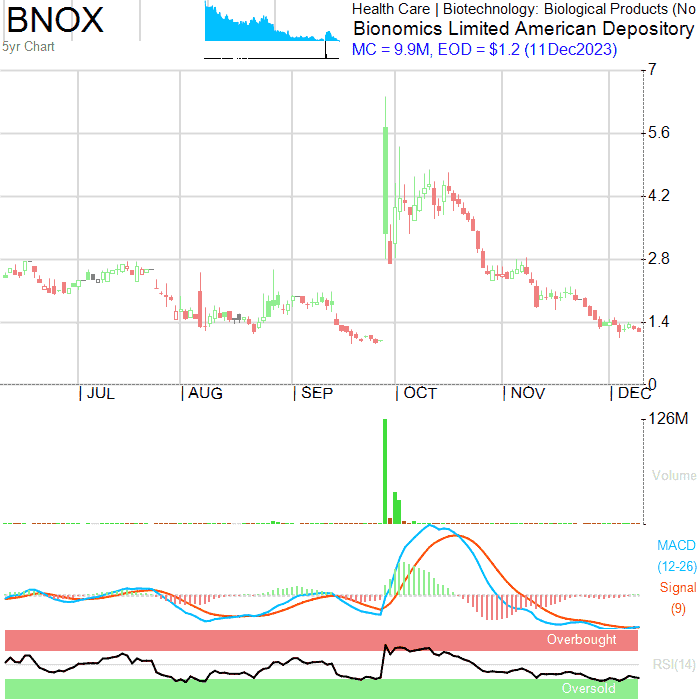 BNOX
5yr Chart
Health Care | Biotechnology: Biological Products (No
Bionomics Limited American Depository
MC = 9.9M, EOD = $1.2 (11Dec2023)
7
5.6
4.2
2.8
1.4
0
| JUL | AUG | SEP | OCT | NOV | DEC
126M
Volume
MACD
(12-26)
Signal
(9)
Overbought
RSI(14)
Oversold